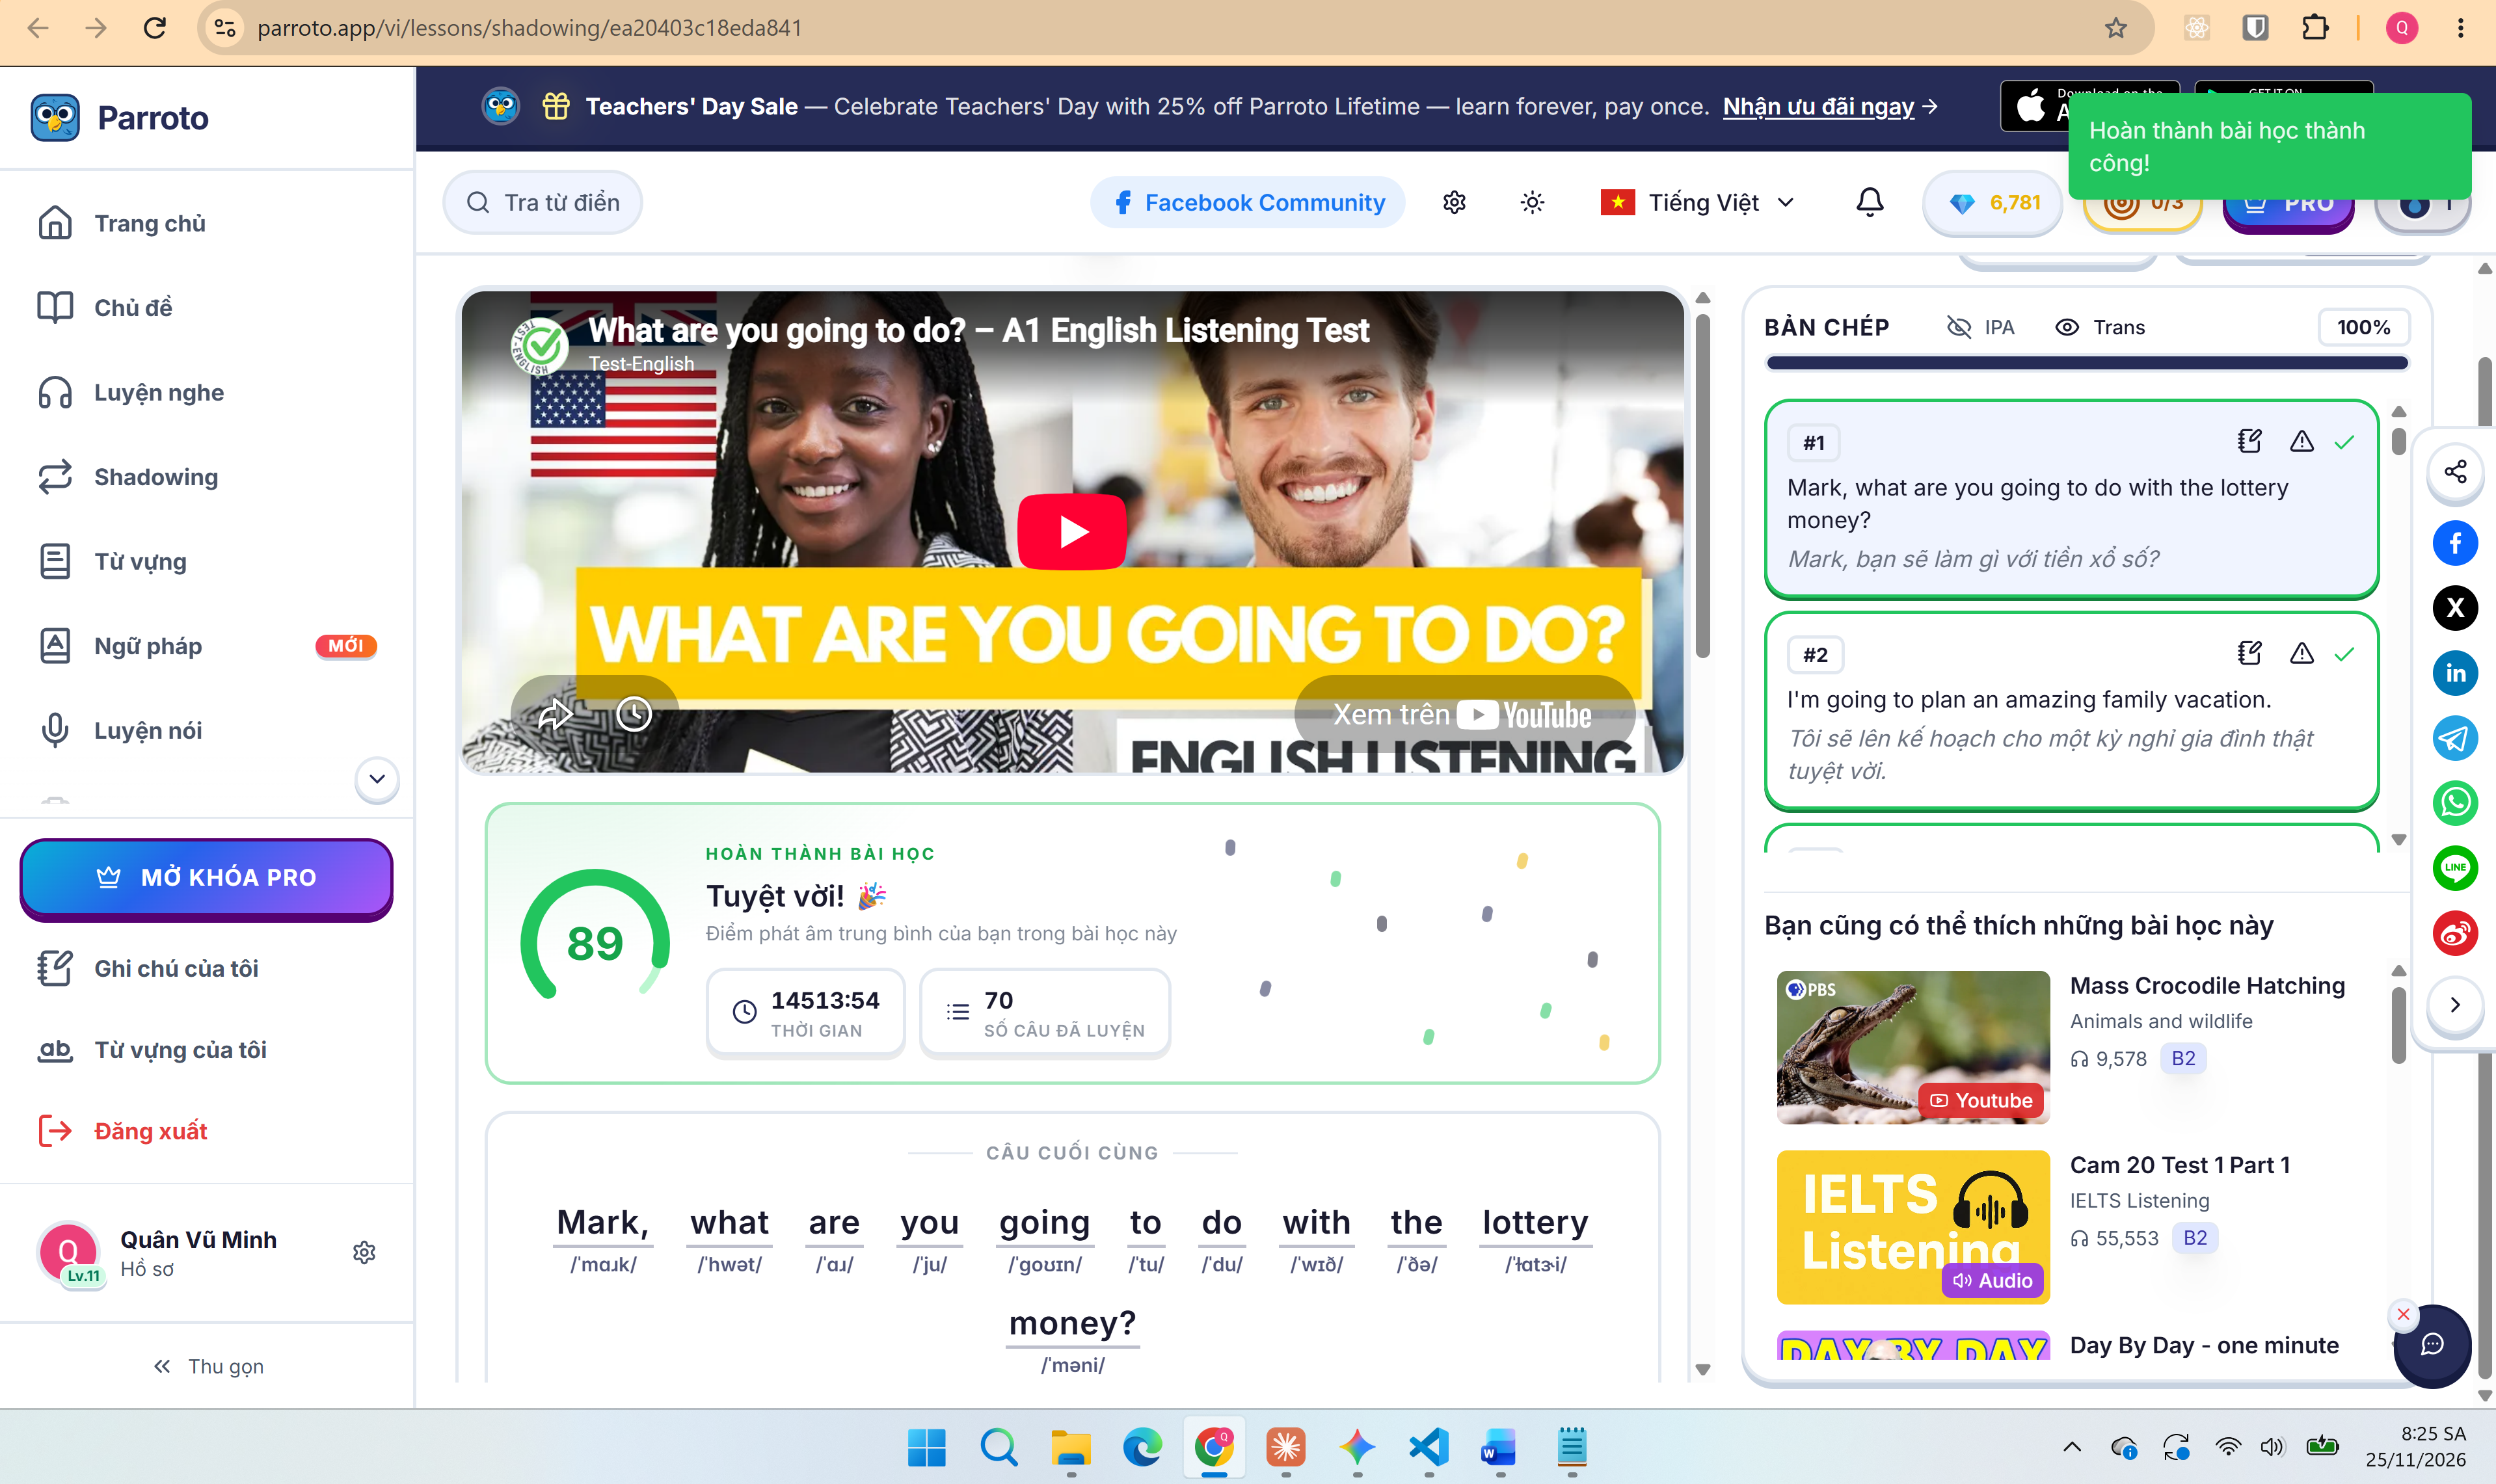 parroto.app/vi/lessons/shadowing/ea20403c18eda841
Q
Parroto
Teachers' Day Sale — Celebrate Teachers' Day with 25% off Parroto Lifetime — learn forever, pay once. Nhận ưu đãi ngay →
Hoàn thành bài học thành
công!
Tra từ điển
Facebook Community
Tiếng Việt
6,781
0/3
PRO
1
Trang chủ
Chủ đề
Luyện nghe
Shadowing
Từ vựng
Ngữ pháp
MỚI
Luyện nói
MỞ KHÓA PRO
Ghi chú của tôi
Từ vựng của tôi
Đăng xuất
Q
Lv.11
Quân Vũ Minh
Hồ sơ
Thu gọn
What are you going to do? – A1 English Listening Test
Test-English
WHAT ARE YOU GOING TO DO?
Xem trên YouTube
ENGLISH LISTENING
HOÀN THÀNH BÀI HỌC
Tuyệt vời! 🎉
Điểm phát âm trung bình của bạn trong bài học này
89
14513:54
THỜI GIAN
70
SỐ CÂU ĐÃ LUYỆN
CÂU CUỐI CÙNG
Mark, what are you going to do with the lottery
/ˈmɑɹk/ /ˈhwət/ /ˈɑɹ/ /ˈju/ /ˈɡoʊɪn/ /ˈtu/ /ˈdu/ /ˈwɪð/ /ˈðə/ /ˈɫɑtɝi/
money?
/ˈməni/
BẢN CHÉP
IPA
Trans
100%
#1
Mark, what are you going to do with the lottery
money?
Mark, bạn sẽ làm gì với tiền xổ số?
#2
I'm going to plan an amazing family vacation.
Tôi sẽ lên kế hoạch cho một kỳ nghỉ gia đình thật
tuyệt vời.
Bạn cũng có thể thích những bài học này
PBS
Youtube
Mass Crocodile Hatching
Animals and wildlife
9,578 B2
IELTS
Listening
Audio
Cam 20 Test 1 Part 1
IELTS Listening
55,553 B2
DAY BY DAY
Day By Day - one minute
LINE
8:25 SA
25/11/2026